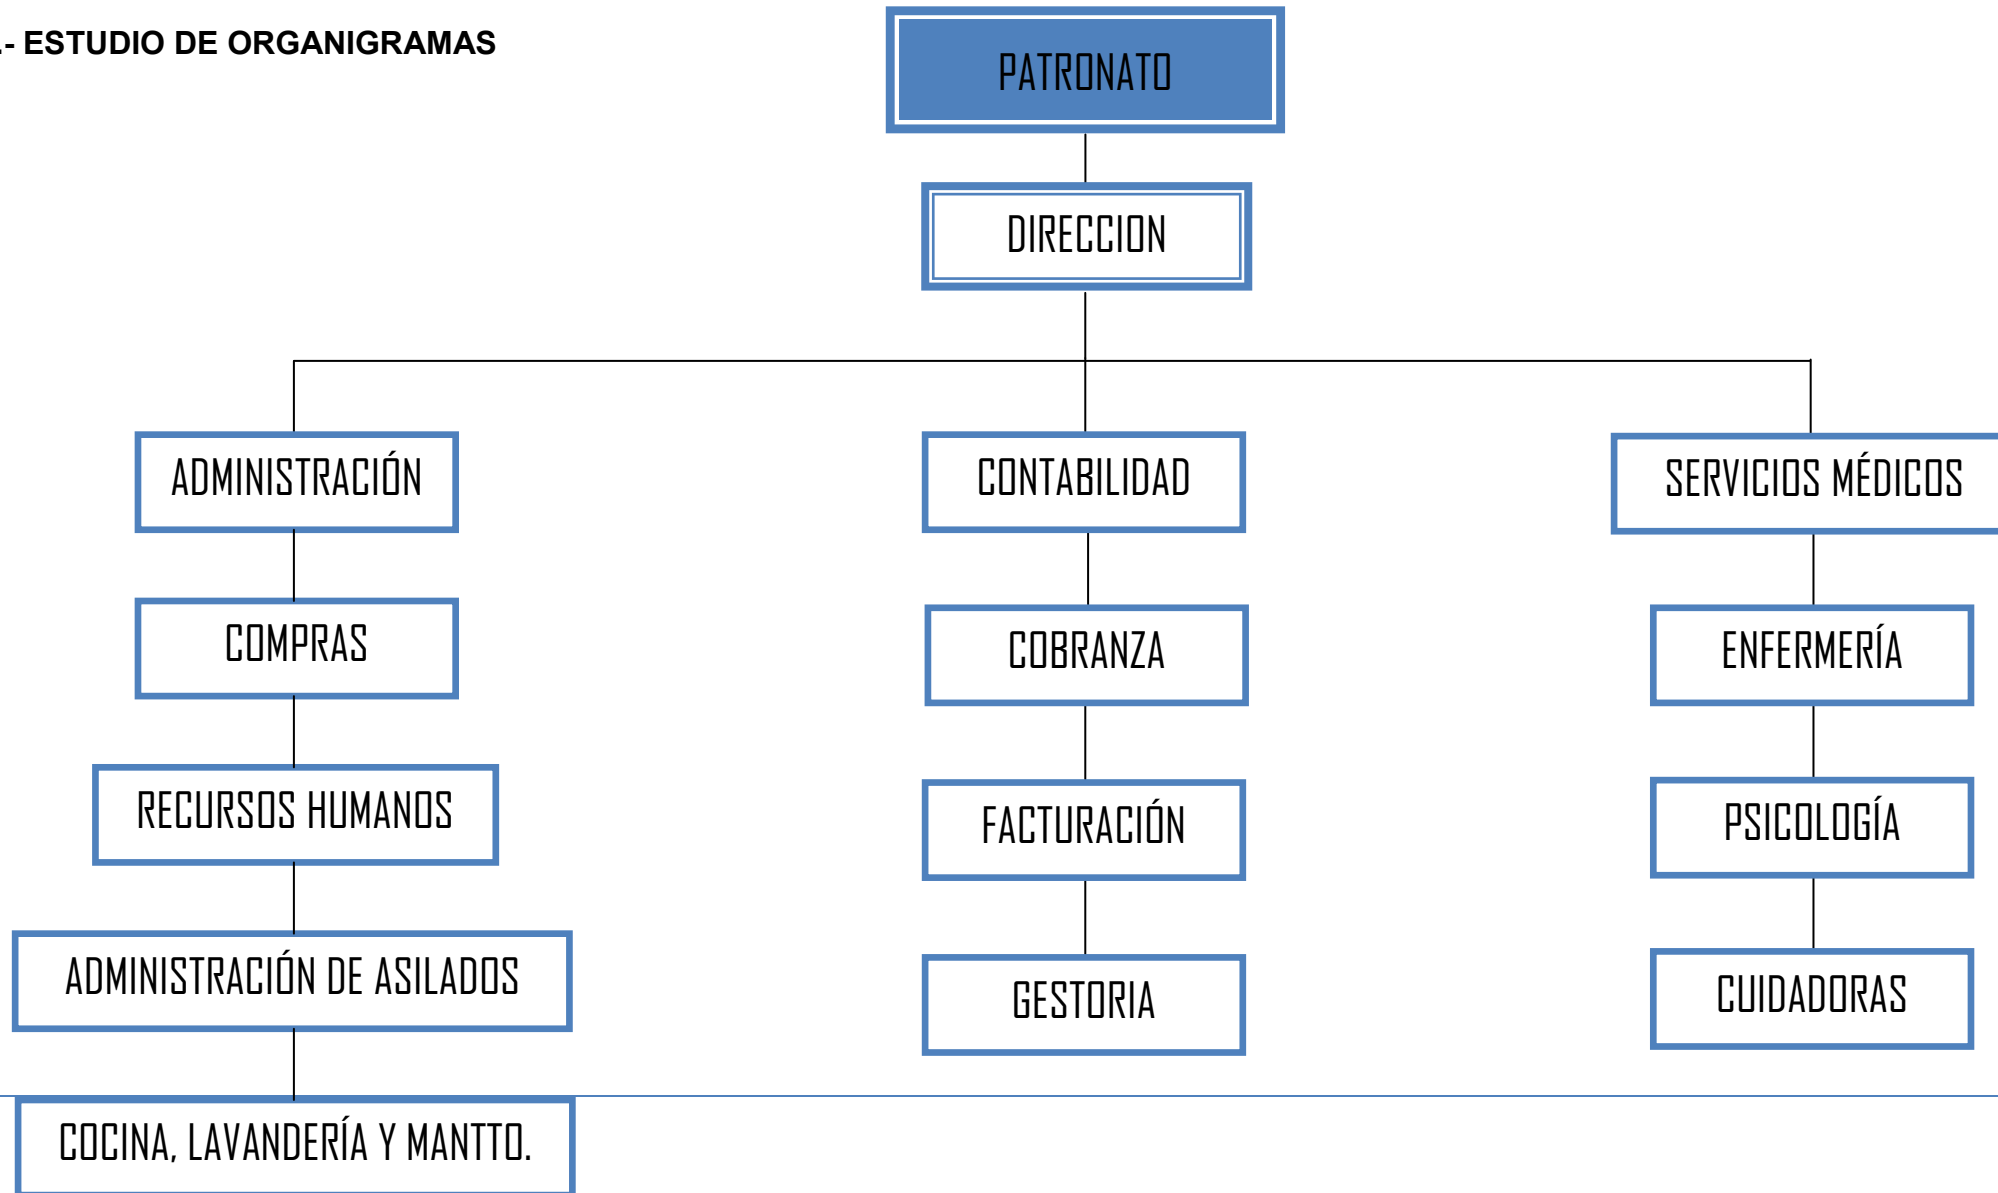 .- ESTUDIO DE ORGANIGRAMAS
PATRONATO
DIRECCION
ADMINISTRACIÓN
CONTABILIDAD
SERVICIOS MÉDICOS
COMPRAS
COBRANZA
ENFERMERÍA
RECURSOS HUMANOS
FACTURACIÓN
PSICOLOGÍA
ADMINISTRACIÓN DE ASILADOS
GESTORIA
CUIDADORAS
COCINA, LAVANDERÍA Y MANTTO.